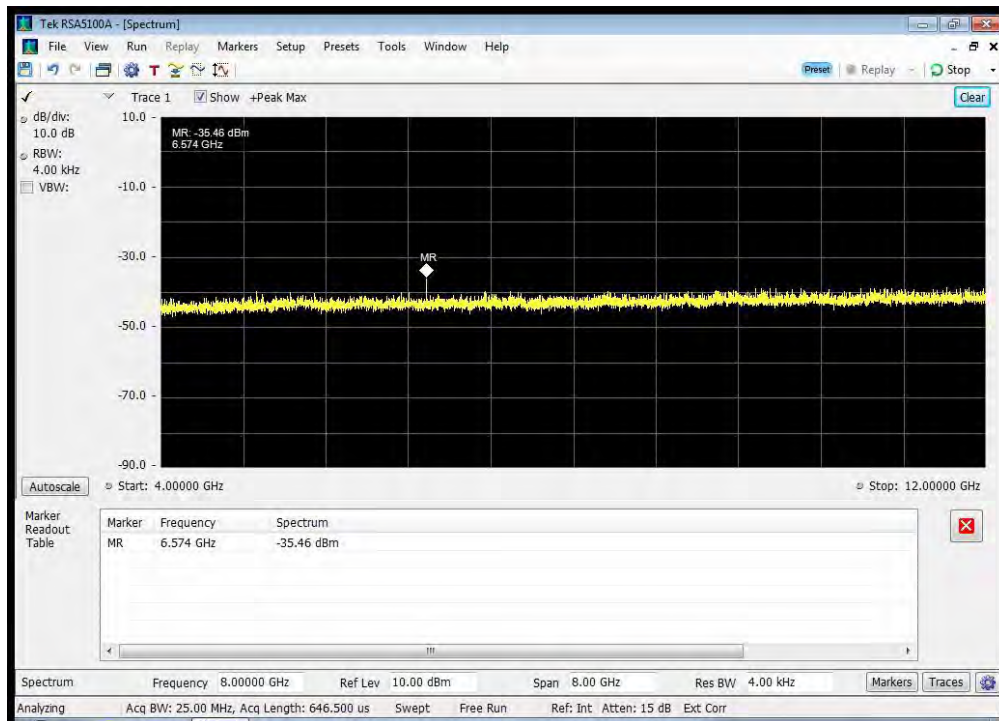 Tek RSA5100A - [Spectrum]
File View Run Replay Markers Setup Presets Tools Window Help
T Preset Replay Stop
Trace 1 Show +Peak Max Clear
dB/div:
10.0 dB
RBW:
4.00 kHz
VBW:
10.0
-10.0
-30.0
-50.0
-70.0
-90.0
MR: -35.46 dBm
6.574 GHz
MR
Autoscale Start: 4.00000 GHz Stop: 12.00000 GHz
Marker
Readout
Table
Marker Frequency Spectrum
MR 6.574 GHz -35.46 dBm
Spectrum Frequency 8.00000 GHz Ref Lev 10.00 dBm Span 8.00 GHz Res BW 4.00 kHz Markers Traces
Analyzing Acq BW: 25.00 MHz, Acq Length: 646.500 us Swept Free Run Ref: Int Atten: 15 dB Ext Corr